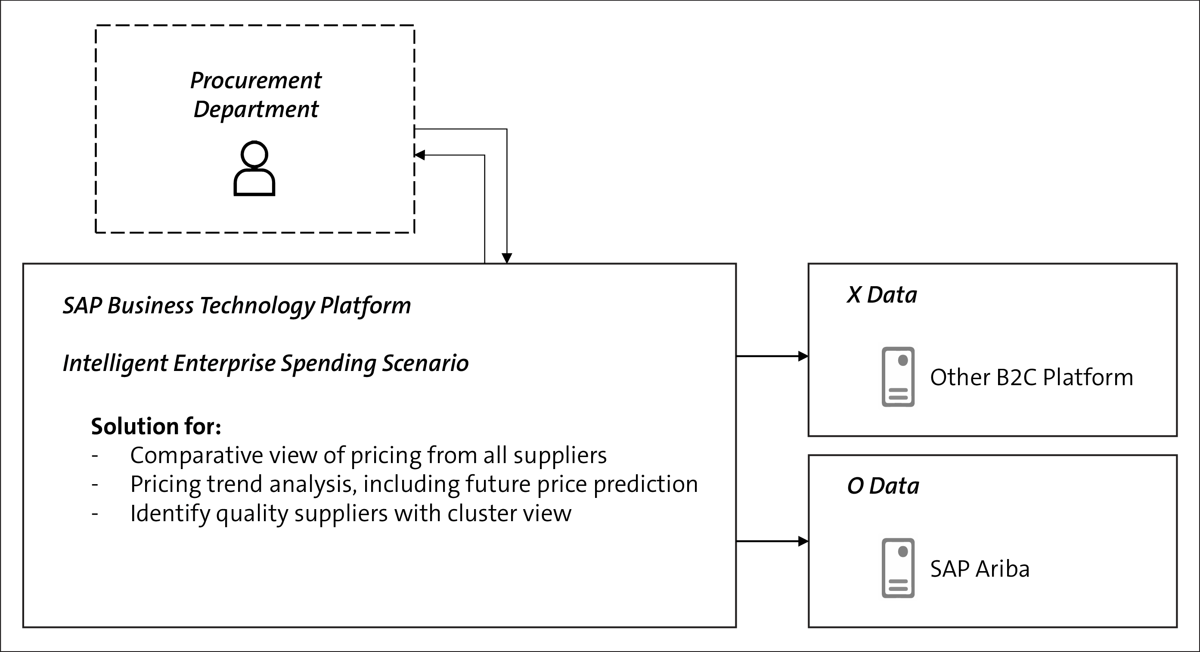 Procurement
Department
SAP Business Technology Platform
Intelligent Enterprise Spending Scenario
Solution for:
- Comparative view of pricing from all suppliers
- Pricing trend analysis, including future price prediction
- Identify quality suppliers with cluster view
X Data
Other B2C Platform
O Data
SAP Ariba